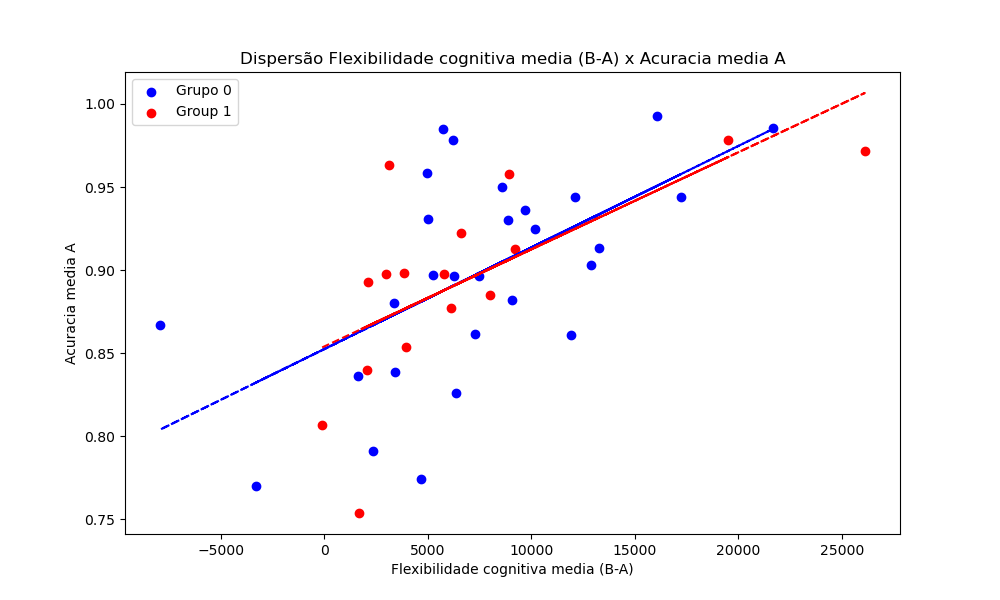 Dispersão Flexibilidade cognitiva media (B-A) x Acuracia media A
Grupo 0
Group 1
1.00
0.95
0.90
0.85
0.80
0.75
Acuracia media A
−5000
0
5000
10000
15000
20000
25000
Flexibilidade cognitiva media (B-A)